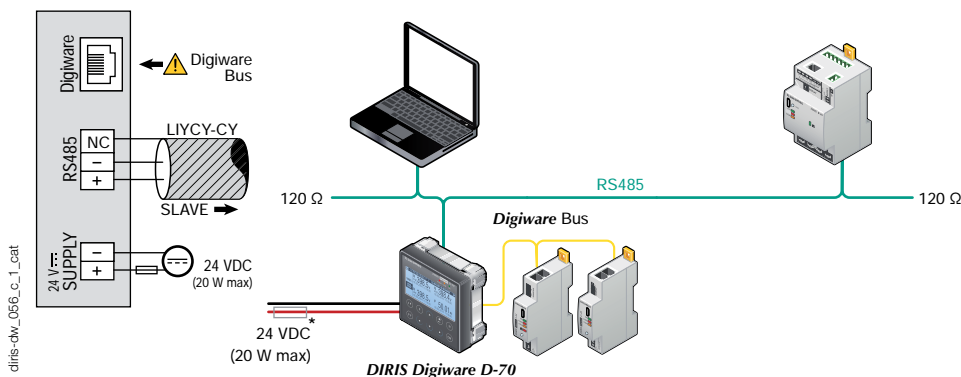 Digiware
Digiware
Bus
RS485
NC
–
+
LIYCY-CY
SLAVE
24 V
SUPPLY
–
+
24 VDC
(20 W max)
diris-dw_056_c_1_cat
120 Ω
RS485
120 Ω
Digiware Bus
*
24 VDC
(20 W max)
DIRIS Digiware D-70